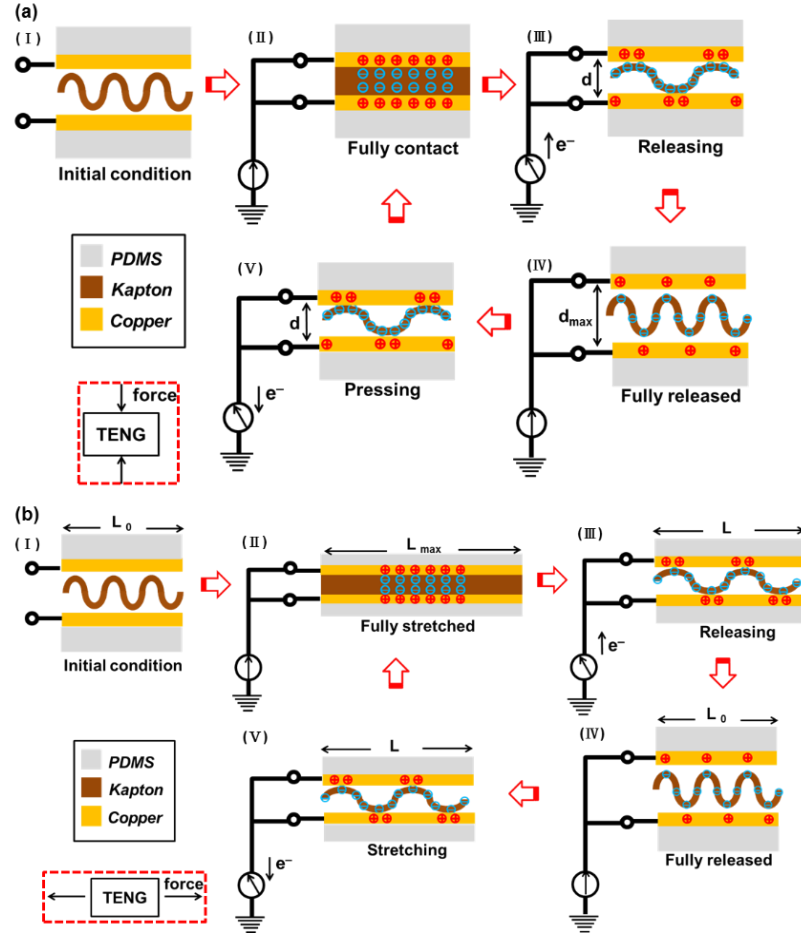 (a)
(I)
Initial condition
(II)
Fully contact
(III)
d
e⁻
Releasing
PDMS
Kapton
Copper
(V)
d
e⁻
Pressing
(IV)
dmax
Fully released
force
TENG
(b)
(I)
L0
Initial condition
(II)
Lmax
Fully stretched
(III)
L
e⁻
Releasing
PDMS
Kapton
Copper
(V)
L
e⁻
Stretching
(IV)
L0
Fully released
TENG
force